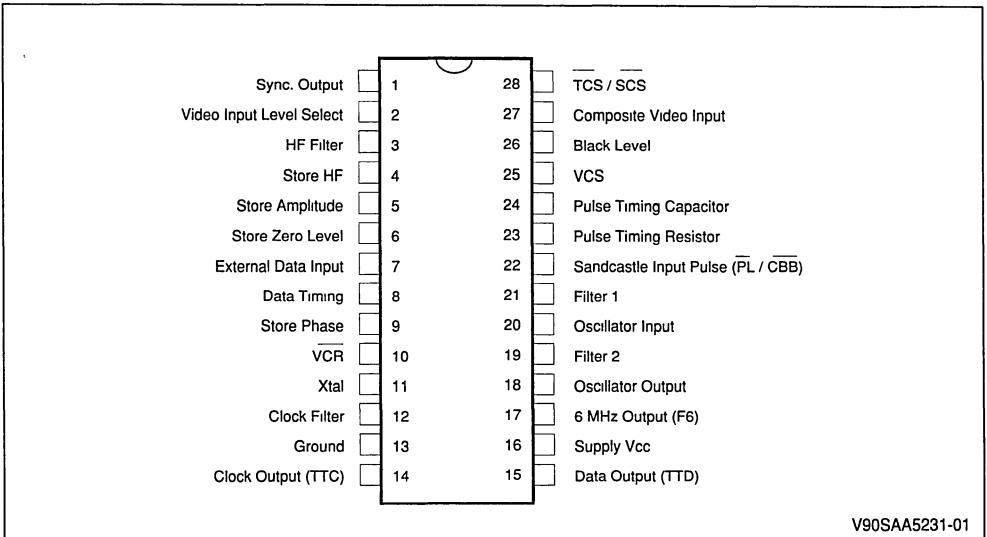 Sync. Output 1 28 TCS / SCS
Video Input Level Select 2 27 Composite Video Input
HF Filter 3 26 Black Level
Store HF 4 25 VCS
Store Amplitude 5 24 Pulse Timing Capacitor
Store Zero Level 6 23 Pulse Timing Resistor
External Data Input 7 22 Sandcastle Input Pulse (PL / CBB)
Data Timing 8 21 Filter 1
Store Phase 9 20 Oscillator Input
VCR 10 19 Filter 2
Xtal 11 18 Oscillator Output
Clock Filter 12 17 6 MHz Output (F6)
Ground 13 16 Supply Vcc
Clock Output (TTC) 14 15 Data Output (TTD)
V90SAA5231-01